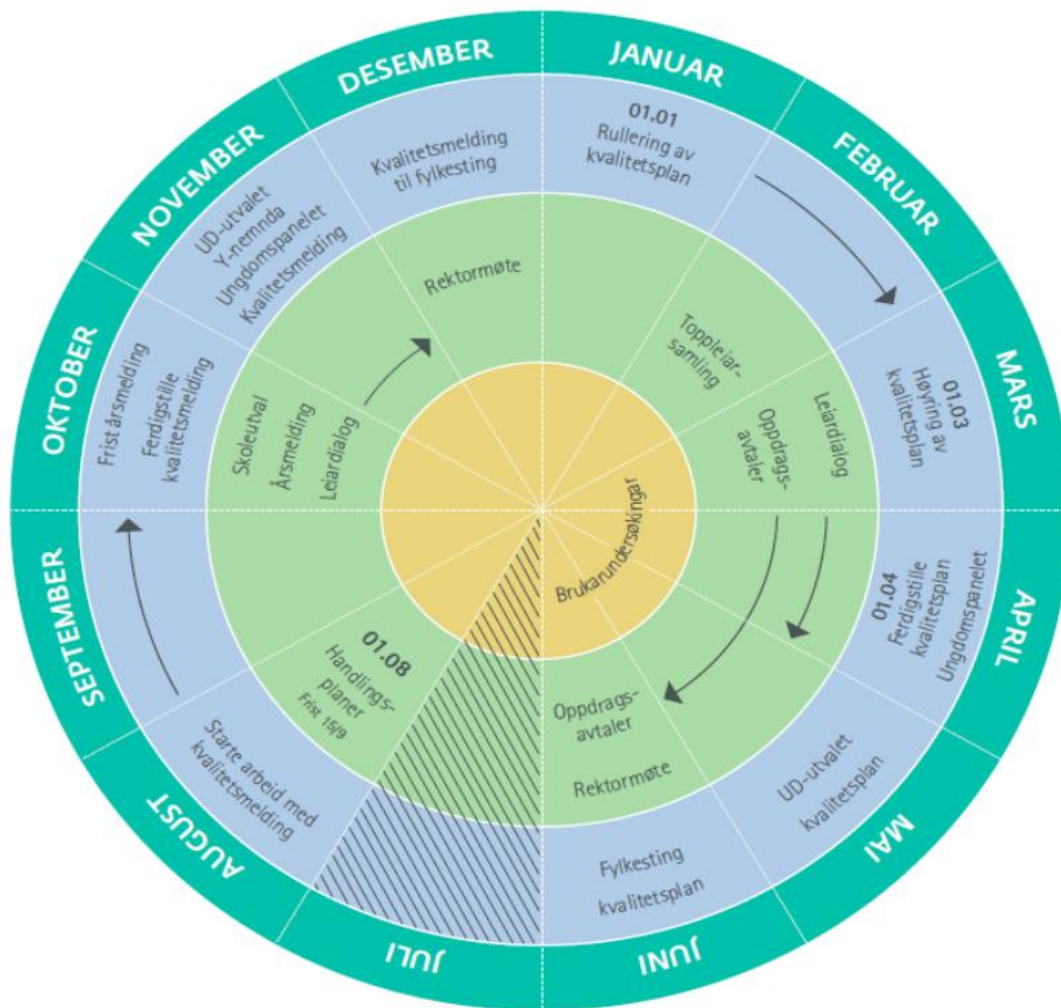 JANUAR
FEBRUAR
MARS
APRIL
MAI
JUNI
JULI
AUGUST
SEPTEMBER
OKTOBER
NOVEMBER
DESEMBER
01.01
Rullering av
kvalitetsplan
01.03
Høyring av
kvalitetsplan
01.04
Ferdigstille
kvalitetsplan
Ungdomspanelet
UD-utvalet
kvalitetsplan
Fylkesting
kvalitetsplan
Starte arbeid med
kvalitetsmelding
Frist årsmelding
Ferdigstille
kvalitetsmelding
UD-utvalet
Y-nemnda
Ungdomspanelet
Kvalitetsmelding
Kvalitetsmelding
til fylkesting
Toppleiar-
samling
Leiardialog
Oppdrags-
avtaler
Oppdrags-
avtaler
Rektormøte
01.08
Handlings-
planer
Frist 15/9
Skoleutval
Årsmelding
Leiardialog
Rektormøte
Brukarundersøkingar